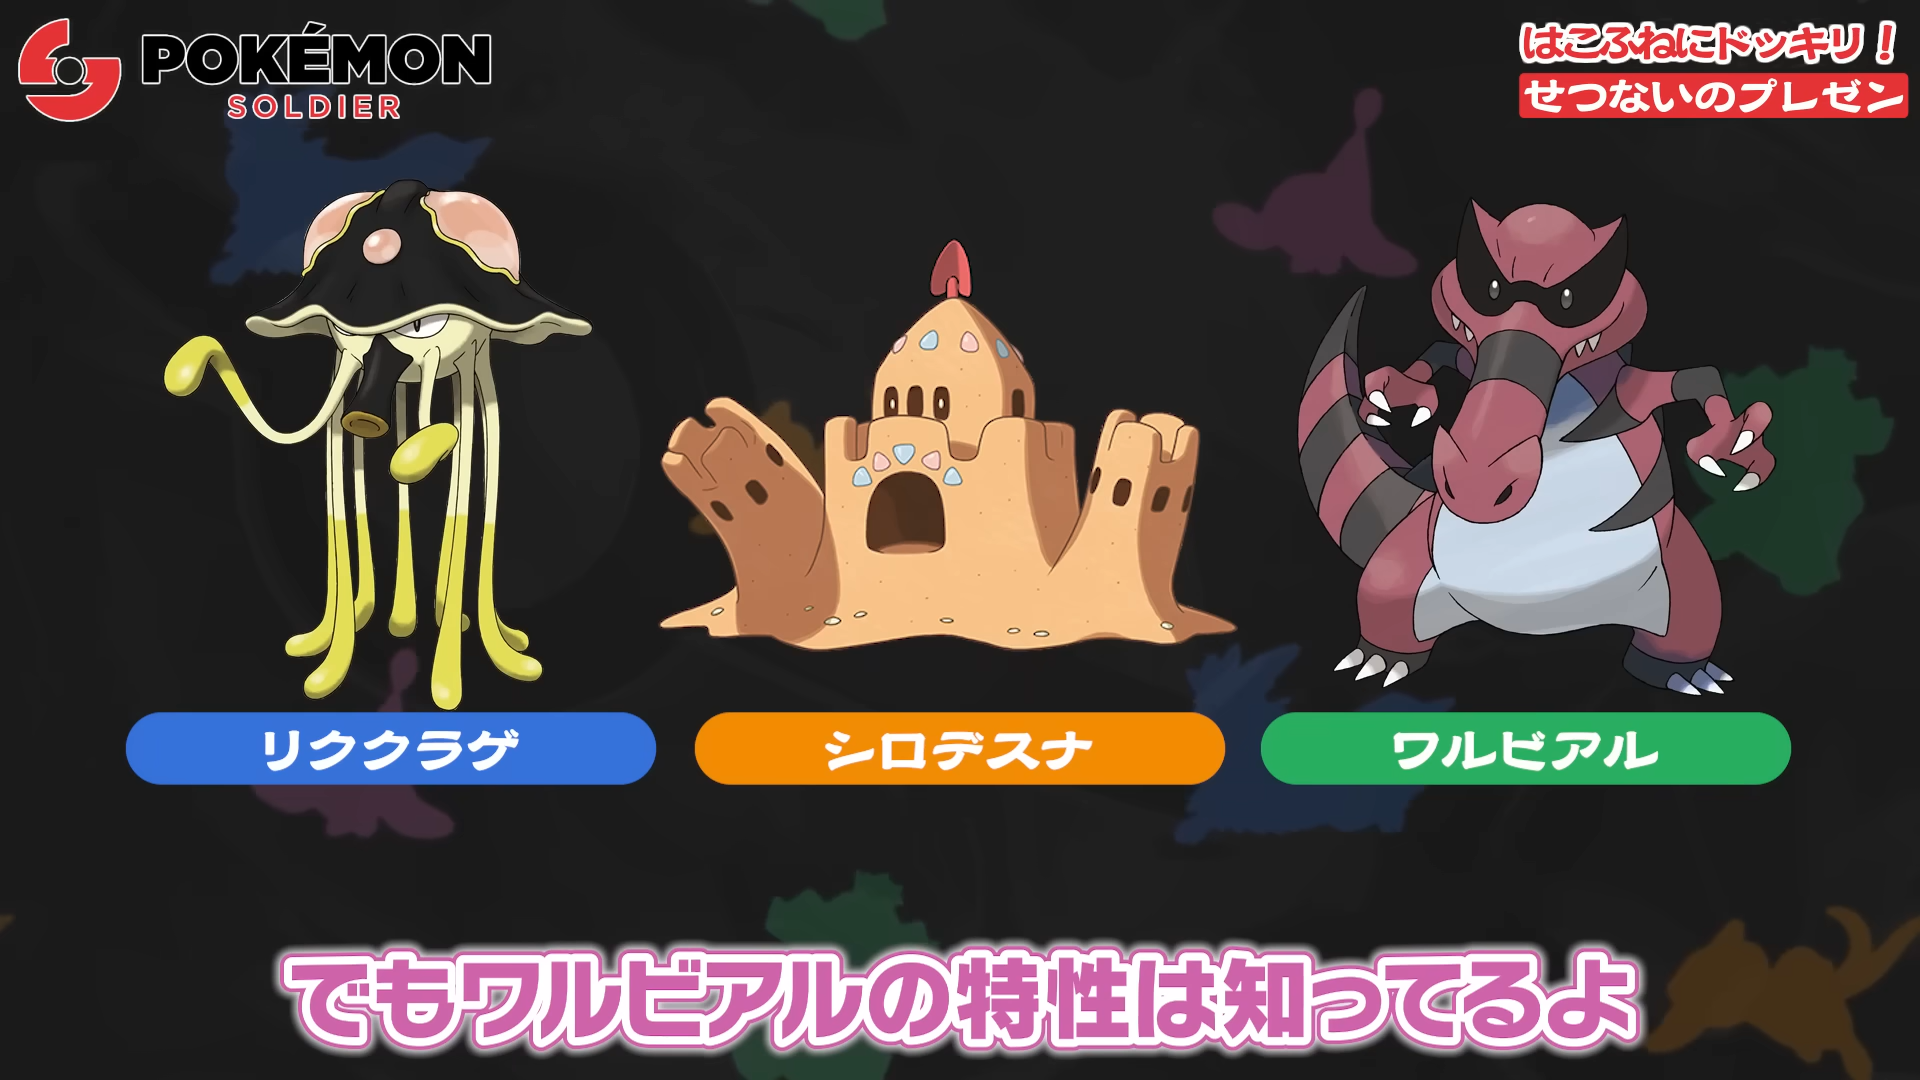 POKÉMON
SOLDIER
はこふねにドッキリ！
せつないのプレゼン
リククラゲ
シロデスナ
ワルビアル
でもワルビアルの特性は知ってるよ